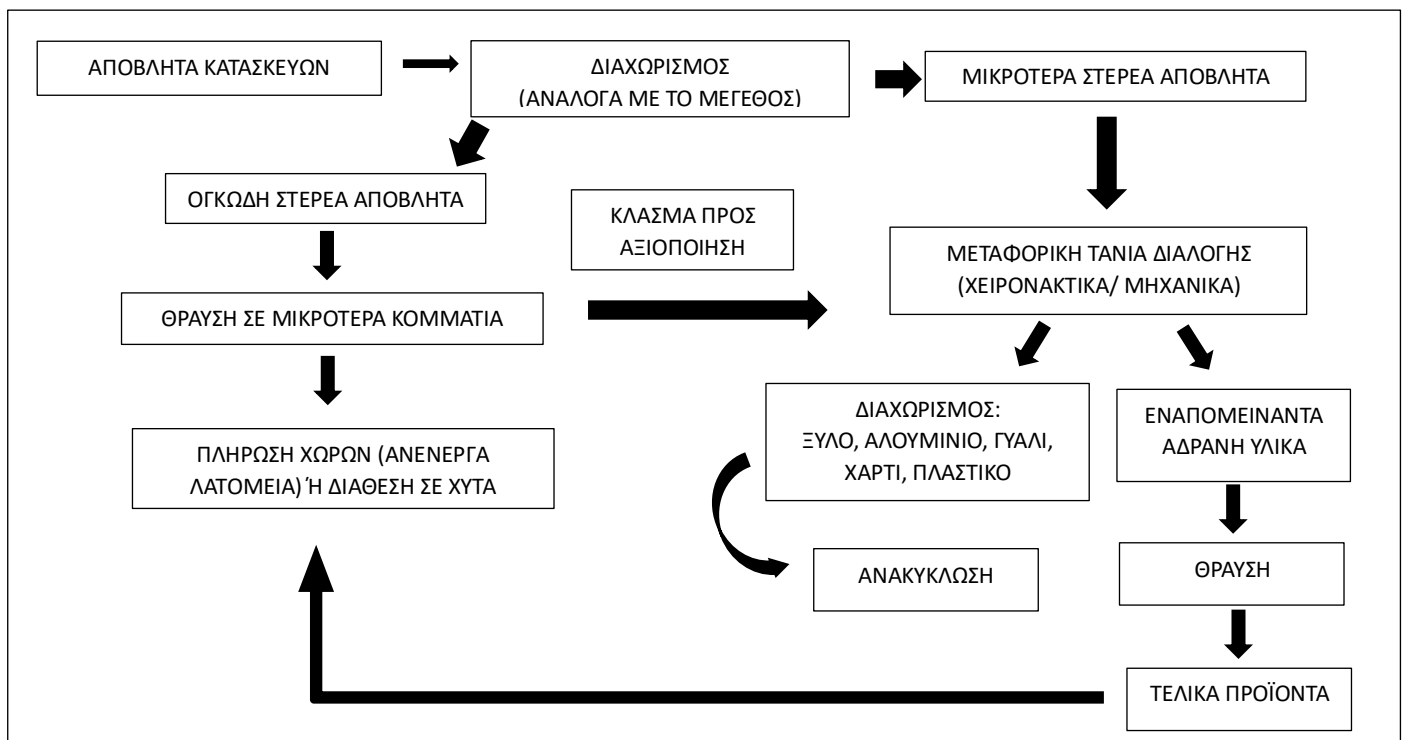 ΑΠΟΒΛΗΤΑ ΚΑΤΑΣΚΕΥΩΝ
ΔΙΑΧΩΡΙΣΜΟΣ
(ΑΝΑΛΟΓΑ ΜΕ ΤΟ ΜΕΓΕΘΟΣ)
ΜΙΚΡΟΤΕΡΑ ΣΤΕΡΕΑ ΑΠΟΒΛΗΤΑ
ΟΓΚΩΔΗ ΣΤΕΡΕΑ ΑΠΟΒΛΗΤΑ
ΚΛΑΣΜΑ ΠΡΟΣ
ΑΞΙΟΠΟΙΗΣΗ
ΜΕΤΑΦΟΡΙΚΗ ΤΑΝΙΑ ΔΙΑΛΟΓΗΣ
(ΧΕΙΡΟΝΑΚΤΙΚΑ/ ΜΗΧΑΝΙΚΑ)
ΘΡΑΥΣΗ ΣΕ ΜΙΚΡΟΤΕΡΑ ΚΟΜΜΑΤΙΑ
ΠΛΗΡΩΣΗ ΧΩΡΩΝ (ΑΝΕΝΕΡΓΑ
ΛΑΤΟΜΕΙΑ) Ή ΔΙΑΘΕΣΗ ΣΕ ΧΥΤΑ
ΔΙΑΧΩΡΙΣΜΟΣ:
ΞΥΛΟ, ΑΛΟΥΜΙΝΙΟ, ΓΥΑΛΙ,
ΧΑΡΤΙ, ΠΛΑΣΤΙΚΟ
ΕΝΑΠΟΜΕΙΝΑΝΤΑ
ΑΔΡΑΝΗ ΥΛΙΚΑ
ΑΝΑΚΥΚΛΩΣΗ
ΘΡΑΥΣΗ
ΤΕΛΙΚΑ ΠΡΟΪΟΝΤΑ